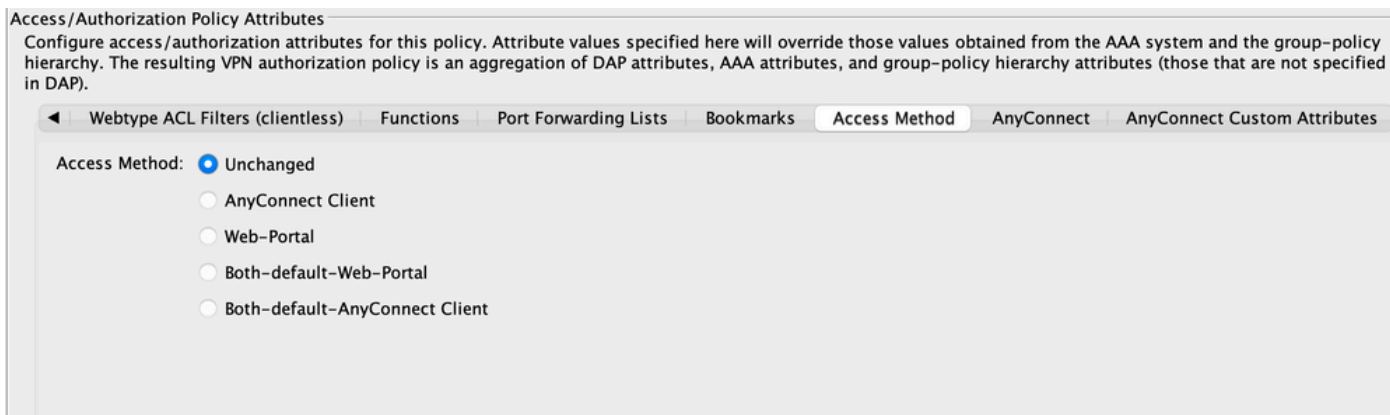 Access/Authorization Policy Attributes
Configure access/authorization attributes for this policy. Attribute values specified here will override those values obtained from the AAA system and the group-policy
hierarchy. The resulting VPN authorization policy is an aggregation of DAP attributes, AAA attributes, and group-policy hierarchy attributes (those that are not specified
in DAP).
Webtype ACL Filters (clientless) Functions Port Forwarding Lists Bookmarks Access Method AnyConnect AnyConnect Custom Attributes
Access Method: Unchanged
AnyConnect Client
Web-Portal
Both-default-Web-Portal
Both-default-AnyConnect Client